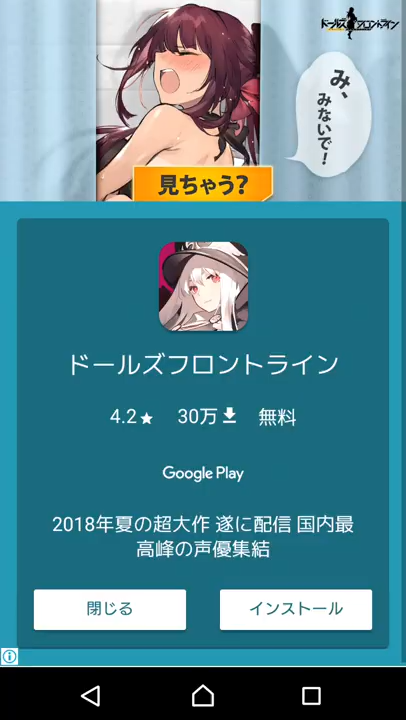 ドールズフロントライン
み、
みないで!
見ちゃう?
ドールズフロントライン
4.2★ 30万 無料
Google Play
2018年夏の超大作 遂に配信 国内最
高峰の声優集結
閉じる インストール